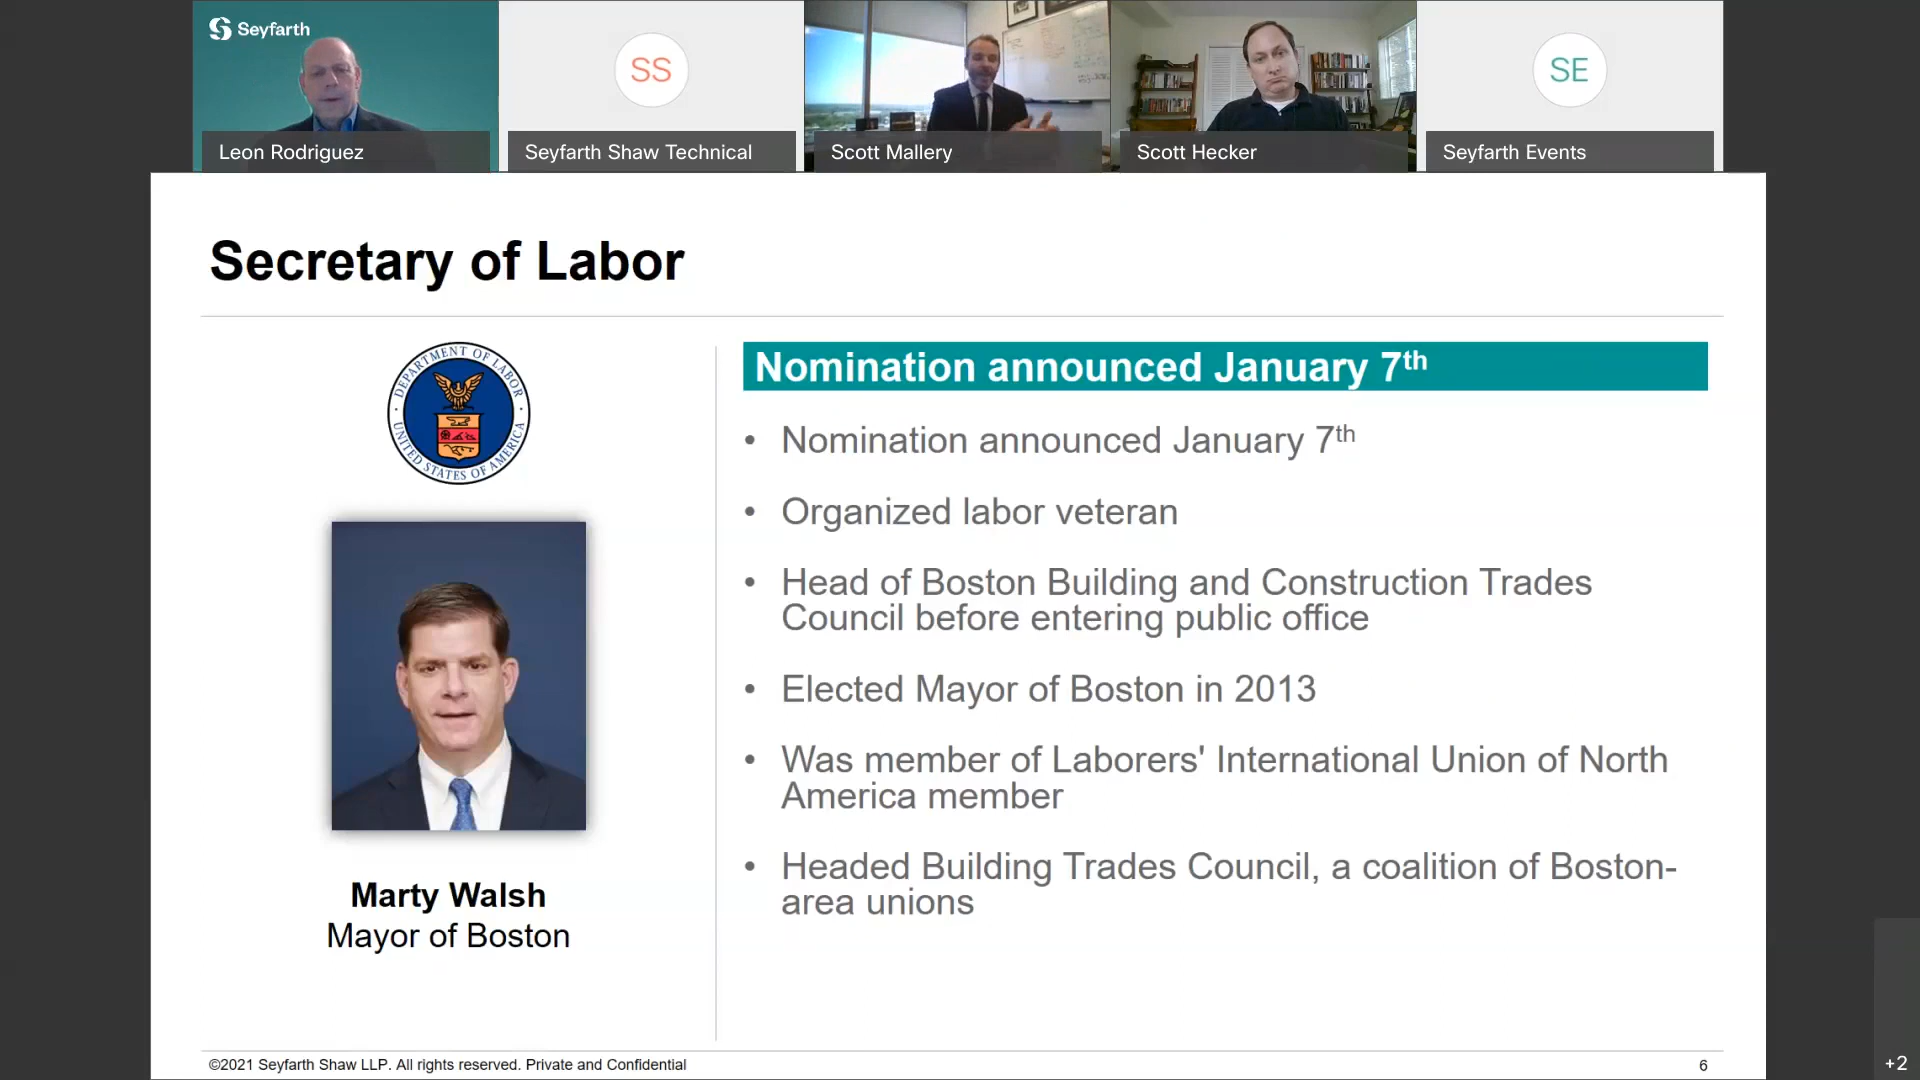 Seyfarth
SS
SE
Leon Rodriguez
Seyfarth Shaw Technical
Scott Mallery
Scott Hecker
Seyfarth Events
Secretary of Labor
DEPARTMENT OF LABOR
UNITED STATES OF AMERICA
Marty Walsh
Mayor of Boston
Nomination announced January 7th
• Nomination announced January 7th
• Organized labor veteran
• Head of Boston Building and Construction Trades
Council before entering public office
• Elected Mayor of Boston in 2013
• Was member of Laborers' International Union of North
America member
• Headed Building Trades Council, a coalition of Boston-
area unions
©2021 Seyfarth Shaw LLP. All rights reserved. Private and Confidential
6
+2